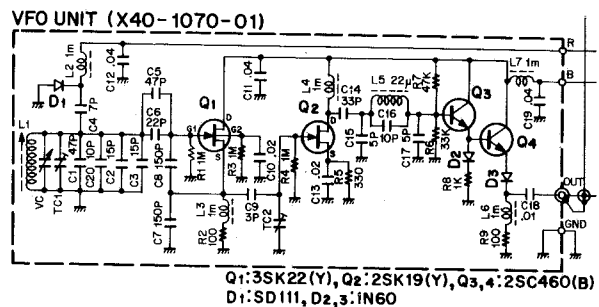 VFO UNIT (X40-1070-01)
L2 1m
C12 .04
D1
C4 7P
L1
VC
TC1
C1 47P
C20 10P
C2 15P
C3 15P
C5 47P
C6 22P
C8 150P
C7 150P
Q1
G1
G2
D
S
R1 1M
R3 1M
C10 .02
C11 .04
L3 1m
R2 100
C9 3P
TC2
R4 1M
L4 1m
Q2
D
S
C13 .02
R5 330
C14 33P
C15 5P
L5 22μ
C16 10P
C17 5P
R7 47K
R6 33K
Q3
D2
R8 1K
Q4
D3
L6 1m
R9 100
L7 1m
C19 .04
C18 .01
R
B
OUT
GND
Q1:3SK22(Y), Q2:2SK19(Y), Q3,4:2SC460(B)
D1:SD111, D2,3:IN60